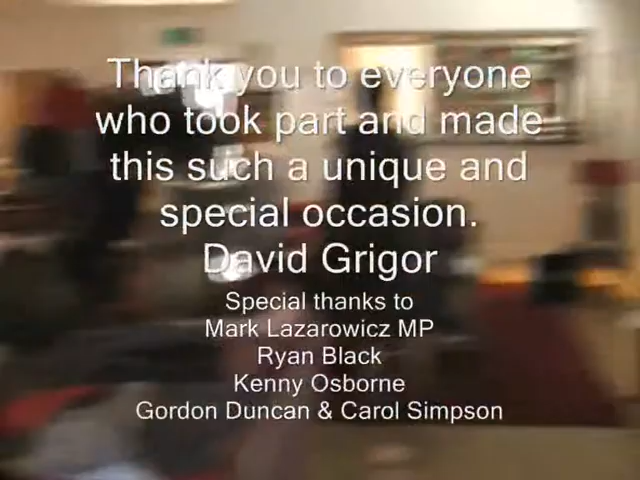 Thank you to everyone
who took part and made
this such a unique and
special occasion.
David Grigor
Special thanks to
Mark Lazarowicz MP
Ryan Black
Kenny Osborne
Gordon Duncan & Carol Simpson